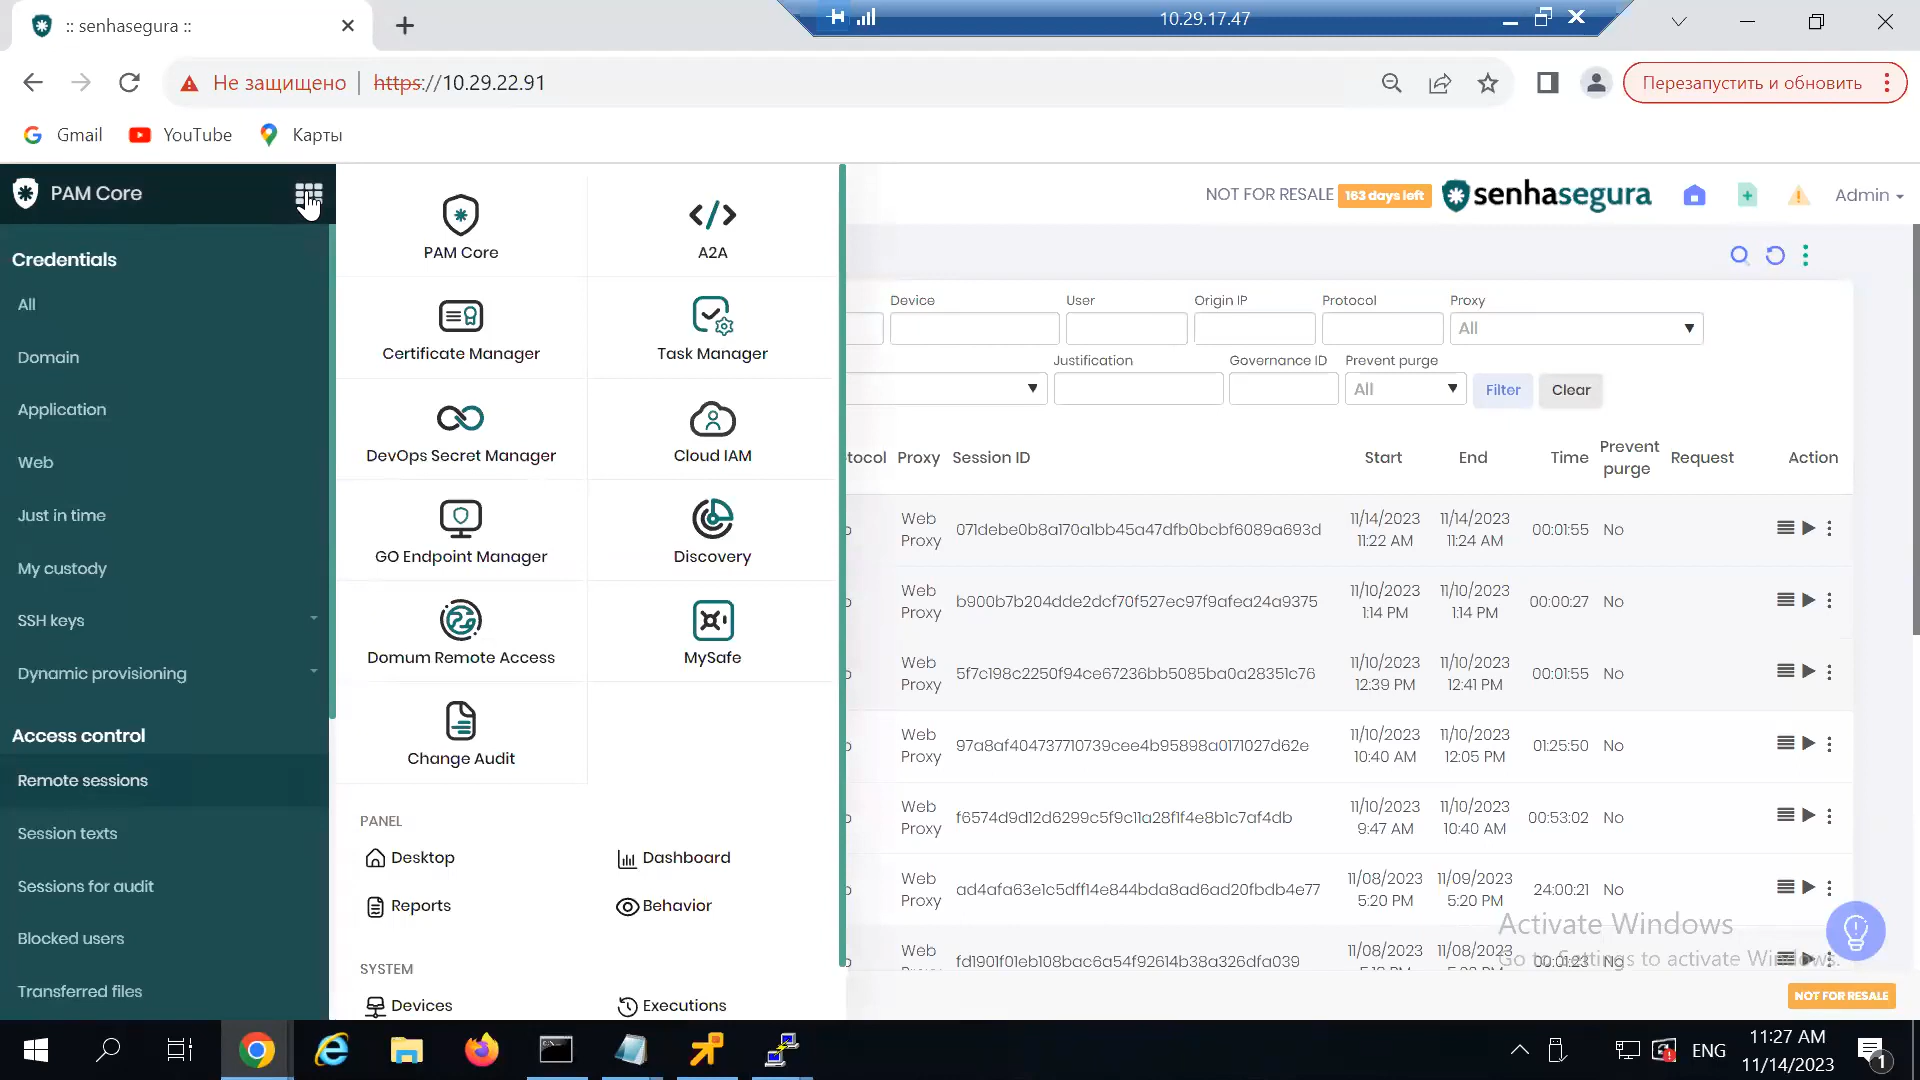 :: senhasegura ::
10.29.17.47
Не защищено
https://10.29.22.91
Перезапустить и обновить
Gmail
YouTube
Карты
PAM Core
Credentials
All
Domain
Application
Web
Just in time
My custody
SSH keys
Dynamic provisioning
Access control
Remote sessions
Session texts
Sessions for audit
Blocked users
Transferred files
PAM Core
A2A
Certificate Manager
Task Manager
DevOps Secret Manager
Cloud IAM
GO Endpoint Manager
Discovery
Domum Remote Access
MySafe
Change Audit
PANEL
Desktop
Dashboard
Reports
Behavior
SYSTEM
Devices
Executions
NOT FOR RESALE
163 days left
senhasegura
Admin
Device
User
Origin IP
Protocol
Proxy
All
Justification
Governance ID
Prevent purge
All
Filter
Clear
tocol
Proxy
Session ID
Start
End
Time
Prevent purge
Request
Action
Web Proxy 071debe0b8a170a1bb45a47dfb0bcbf6089a693d 11/14/2023 11:22 AM 11/14/2023 11:24 AM 00:01:55 No
Web Proxy b900b7b204dde2dcf70f527ec97f9afea24a9375 11/10/2023 1:14 PM 11/10/2023 1:14 PM 00:00:27 No
Web Proxy 5f7c198c2250f94ce67236bb5085ba0a28351c76 11/10/2023 12:39 PM 11/10/2023 12:41 PM 00:01:55 No
Web Proxy 97a8af404737710739cee4b95898a0171027d62e 11/10/2023 10:40 AM 11/10/2023 12:05 PM 01:25:50 No
Web Proxy f6574d9d12d6299c5f9c11a28f1f4e8b1c7af4db 11/10/2023 9:47 AM 11/10/2023 10:40 AM 00:53:02 No
Web Proxy ad4afa63e1c5dff14e844bda8ad6ad20fbdb4e77 11/08/2023 5:20 PM 11/09/2023 5:20 PM 24:00:21 No
Web fd1901f01eb108bac6a54f92614b38a326dfa039 11/08/2023 11/08/2023 00:01:23 No
Activate Windows
Go to Settings to activate Windows.
NOT FOR RESALE
ENG
11:27 AM
11/14/2023
1